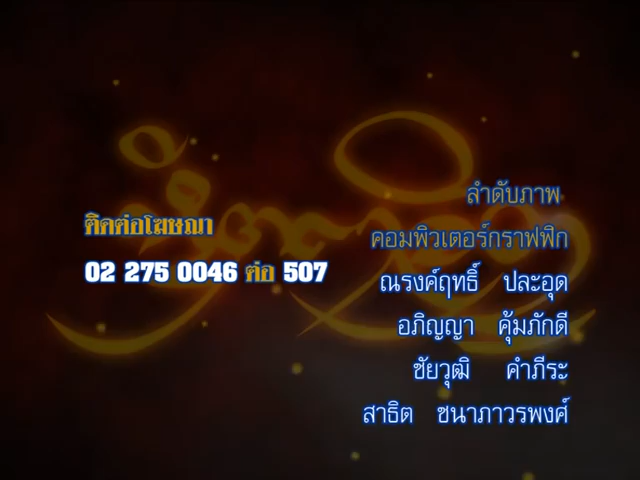 ติดต่อโฆษณา
02 275 0046 ต่อ 507
ลำดับภาพ
คอมพิวเตอร์กราฟฟิก
ณรงค์ฤทธิ์ ปละอุด
อภิญญา คุ้มภักดี
ชัยวุฒิ คำภีระ
สาธิต ชนาภาวรพงศ์